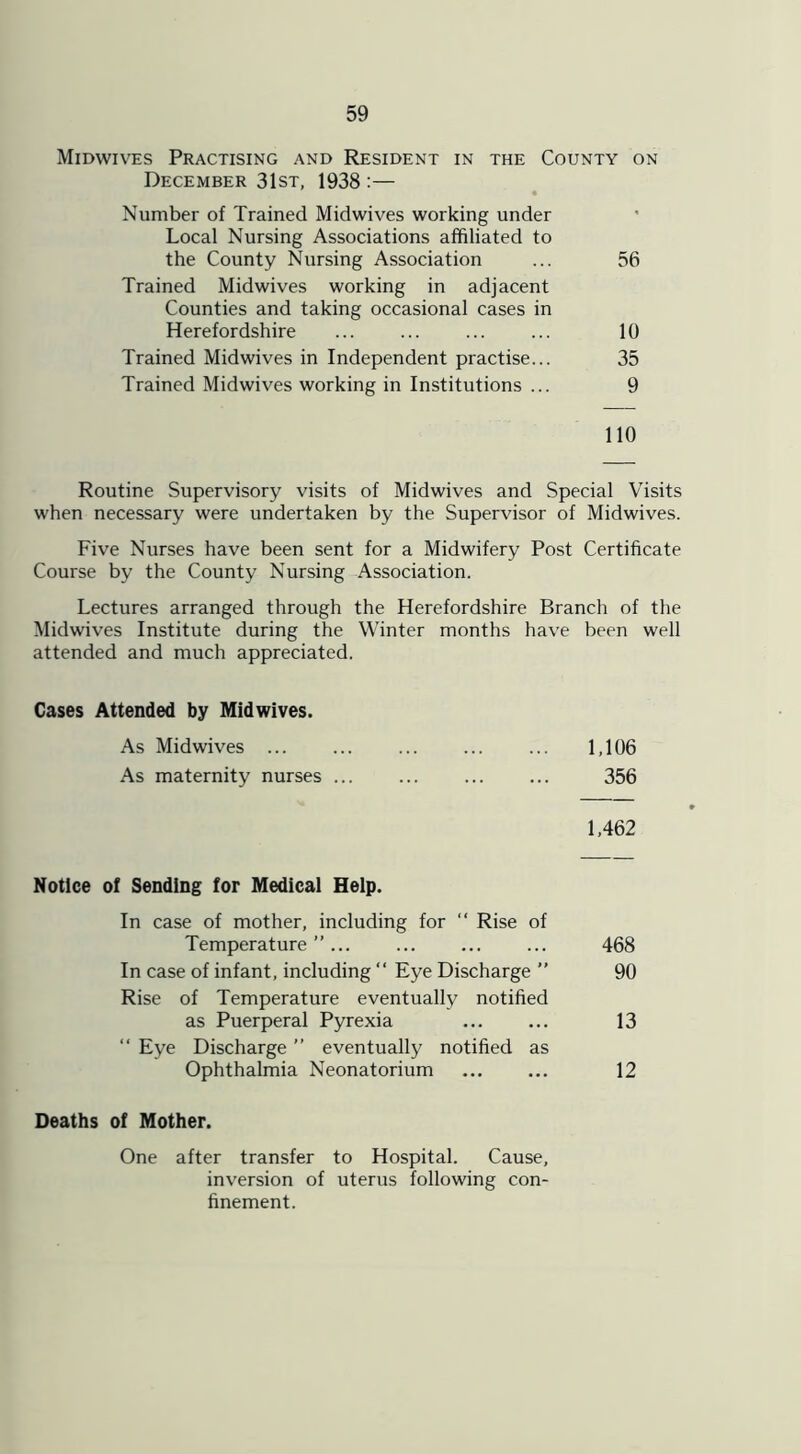 59
MIDWIVES PRACTISING AND RESIDENT IN THE COUNTY ON
DECEMBER 31ST, 1938 :—
Number of Trained Midwives working under
Local Nursing Associations affiliated to
the County Nursing Association ... 56
Trained Midwives working in adjacent
Counties and taking occasional cases in
Herefordshire ... ... ... ... 10
Trained Midwives in Independent practise... 35
Trained Midwives working in Institutions ... 9
110
Routine Supervisory visits of Midwives and Special Visits
when necessary were undertaken by the Supervisor of Midwives.
Five Nurses have been sent for a Midwifery Post Certificate
Course by the County Nursing Association.
Lectures arranged through the Herefordshire Branch of the
Midwives Institute during the Winter months have been well
attended and much appreciated.
Cases Attended by Midwives.
As Midwives ... ... ... ... ... 1,106
As maternity nurses ... ... ... ... 356
1,462
Notice of Sending for Medical Help.
In case of mother, including for “ Rise of
Temperature ”... ... ... ... 468
In case of infant, including “ Eye Discharge ” 90
Rise of Temperature eventually notified
as Puerperal Pyrexia ... ... 13
“ Eye Discharge ” eventually notified as
Ophthalmia Neonatorium ... ... 12
Deaths of Mother.
One after transfer to Hospital. Cause,
inversion of uterus following con-
finement.